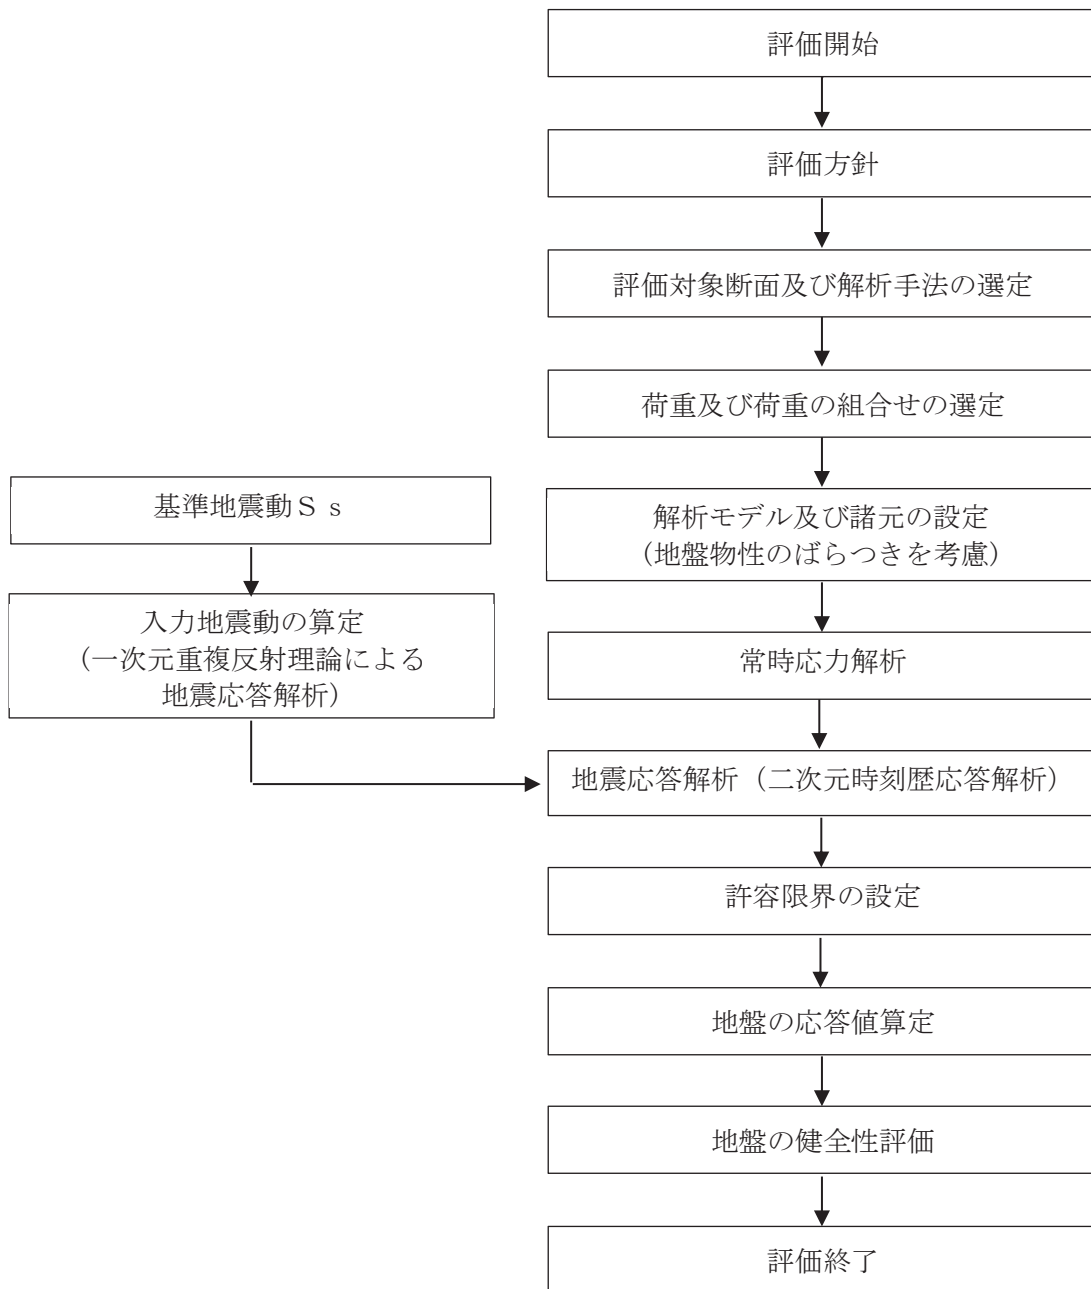 評価開始
評価方針
評価対象断面及び解析手法の選定
荷重及び荷重の組合せの選定
基準地震動Ｓｓ
解析モデル及び諸元の設定
（地盤物性のばらつきを考慮）
入力地震動の算定
（一次元重複反射理論による
地震応答解析）
常時応力解析
地震応答解析（二次元時刻歴応答解析）
許容限界の設定
地盤の応答値算定
地盤の健全性評価
評価終了